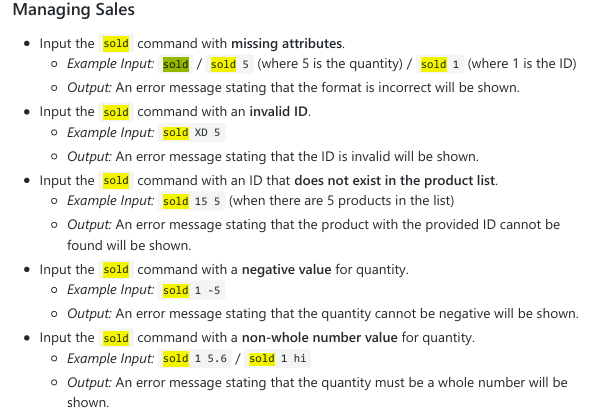 Managing Sales
• Input the sold command with missing attributes.
◦ Example Input: sold / sold 5 (where 5 is the quantity) / sold 1 (where 1 is the ID)
◦ Output: An error message stating that the format is incorrect will be shown.
• Input the sold command with an invalid ID.
◦ Example Input: sold XD 5
◦ Output: An error message stating that the ID is invalid will be shown.
• Input the sold command with an ID that does not exist in the product list.
◦ Example Input: sold 15 5 (when there are 5 products in the list)
◦ Output: An error message stating that the product with the provided ID cannot be
found will be shown.
• Input the sold command with a negative value for quantity.
◦ Example Input: sold 1 -5
◦ Output: An error message stating that the quantity cannot be negative will be shown.
• Input the sold command with a non-whole number value for quantity.
◦ Example Input: sold 1 5.6 / sold 1 hi
◦ Output: An error message stating that the quantity must be a whole number will be
shown.